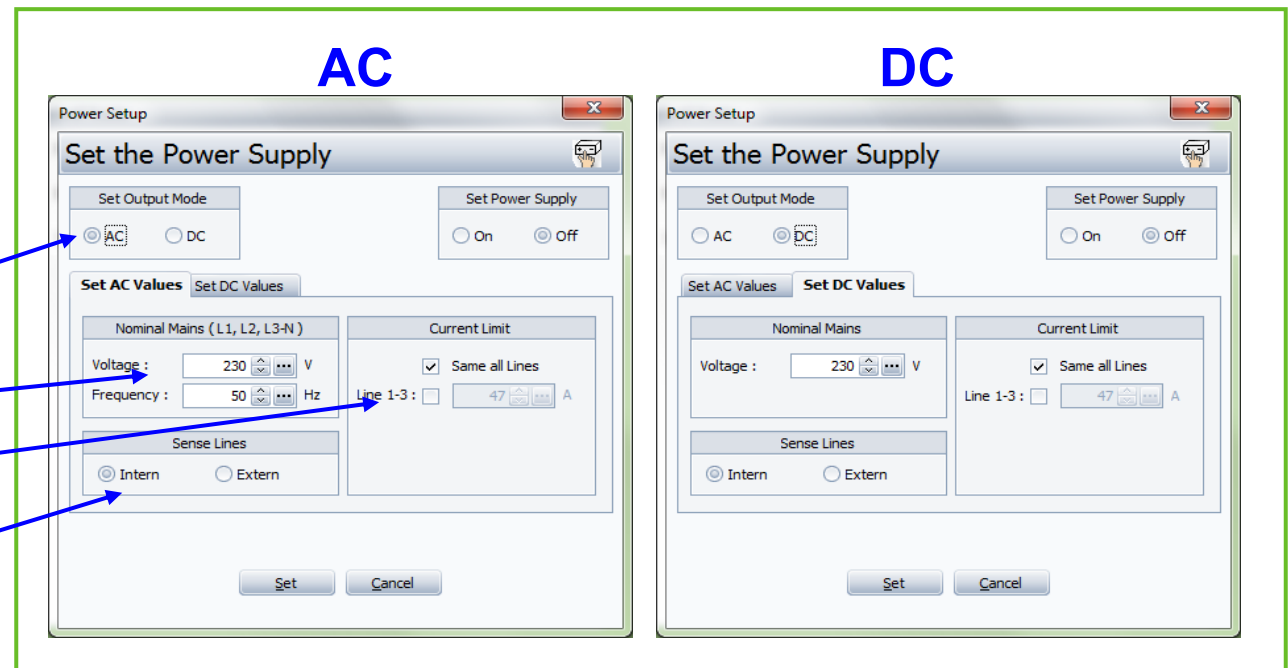 AC
Power Setup
Set the Power Supply
Set Output Mode
AC DC
Set Power Supply
On Off
Set AC Values Set DC Values
Nominal Mains ( L1, L2, L3-N )
Voltage : 230 V
Frequency : 50 Hz
Current Limit
Same all Lines
Line 1-3 : 47 A
Sense Lines
Intern Extern
Set Cancel
DC
Power Setup
Set the Power Supply
Set Output Mode
AC DC
Set Power Supply
On Off
Set AC Values Set DC Values
Nominal Mains
Voltage : 230 V
Current Limit
Same all Lines
Line 1-3 : 47 A
Sense Lines
Intern Extern
Set Cancel